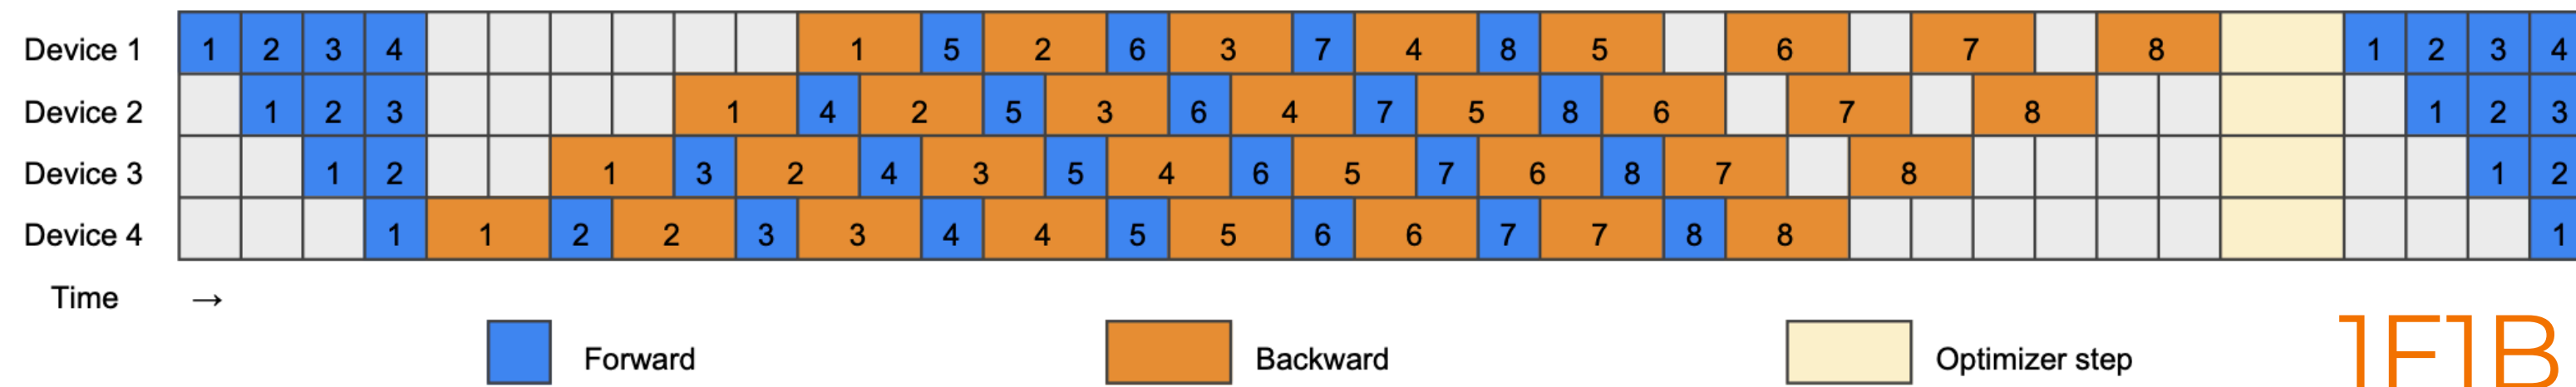 Device 1 1 2 3 4 1 5 2 6 3 7 4 8 5 6 7 8 1 2 3 4
Device 2 1 2 3 1 4 2 5 3 6 4 7 5 8 6 7 8 1 2 3
Device 3 1 2 1 3 2 4 3 5 4 6 5 7 6 8 7 8 1 2
Device 4 1 1 2 2 3 3 4 4 5 5 6 6 7 7 8 8 1
Time →
Forward Backward Optimizer step 1F1B